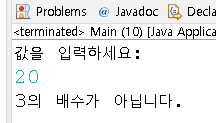 Problems @ Javadoc Decla
<terminated> Main (10) [Java Applica
값을 입력하세요:
20
3의 배수가 아닙니다.